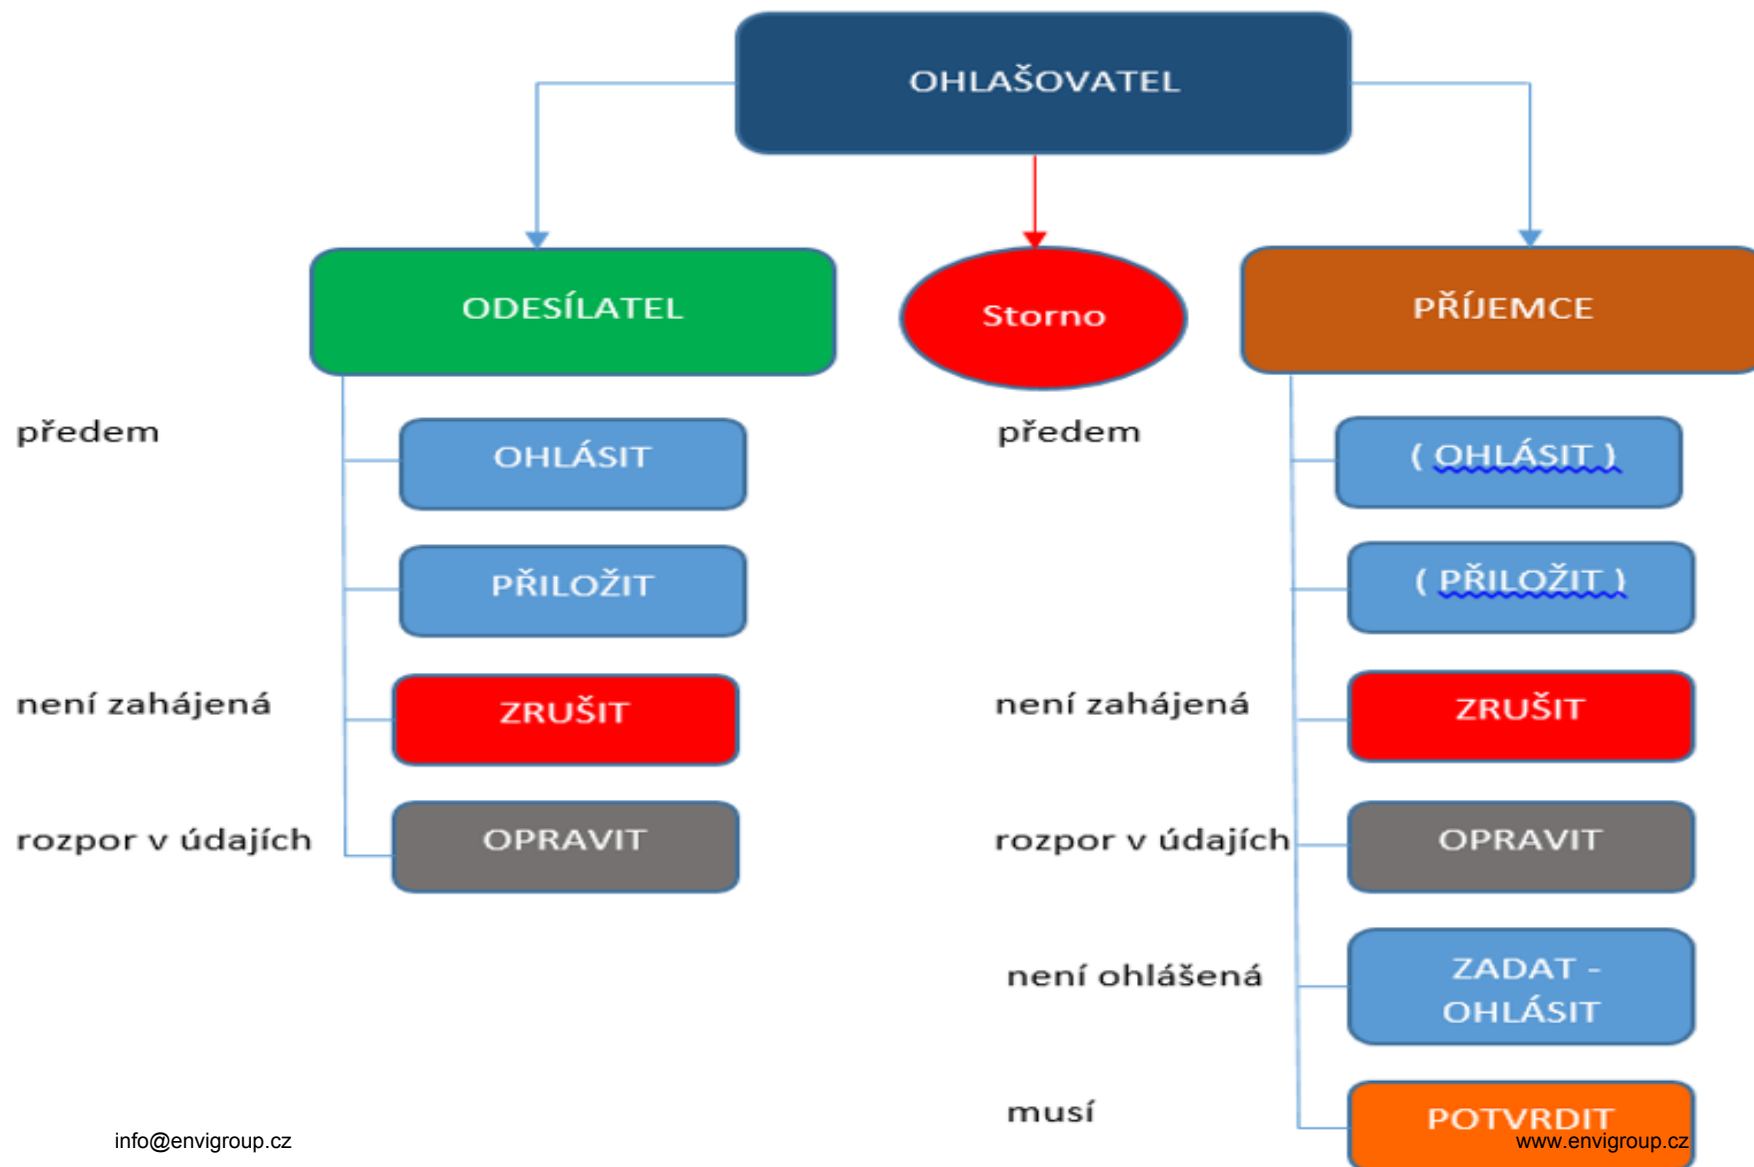 OHLAŠOVATEL
ODESÍLATEL
Storno
PŘÍJEMCE
předem
OHLÁSIT
PŘILOŽIT
není zahájená
ZRUŠIT
rozpor v údajích
OPRAVIT
předem
( OHLÁSIT )
( PŘILOŽIT )
není zahájená
ZRUŠIT
rozpor v údajích
OPRAVIT
není ohlášená
ZADAT -
OHLÁSIT
musí
POTVRDIT
info@envigroup.cz
www.envigroup.cz